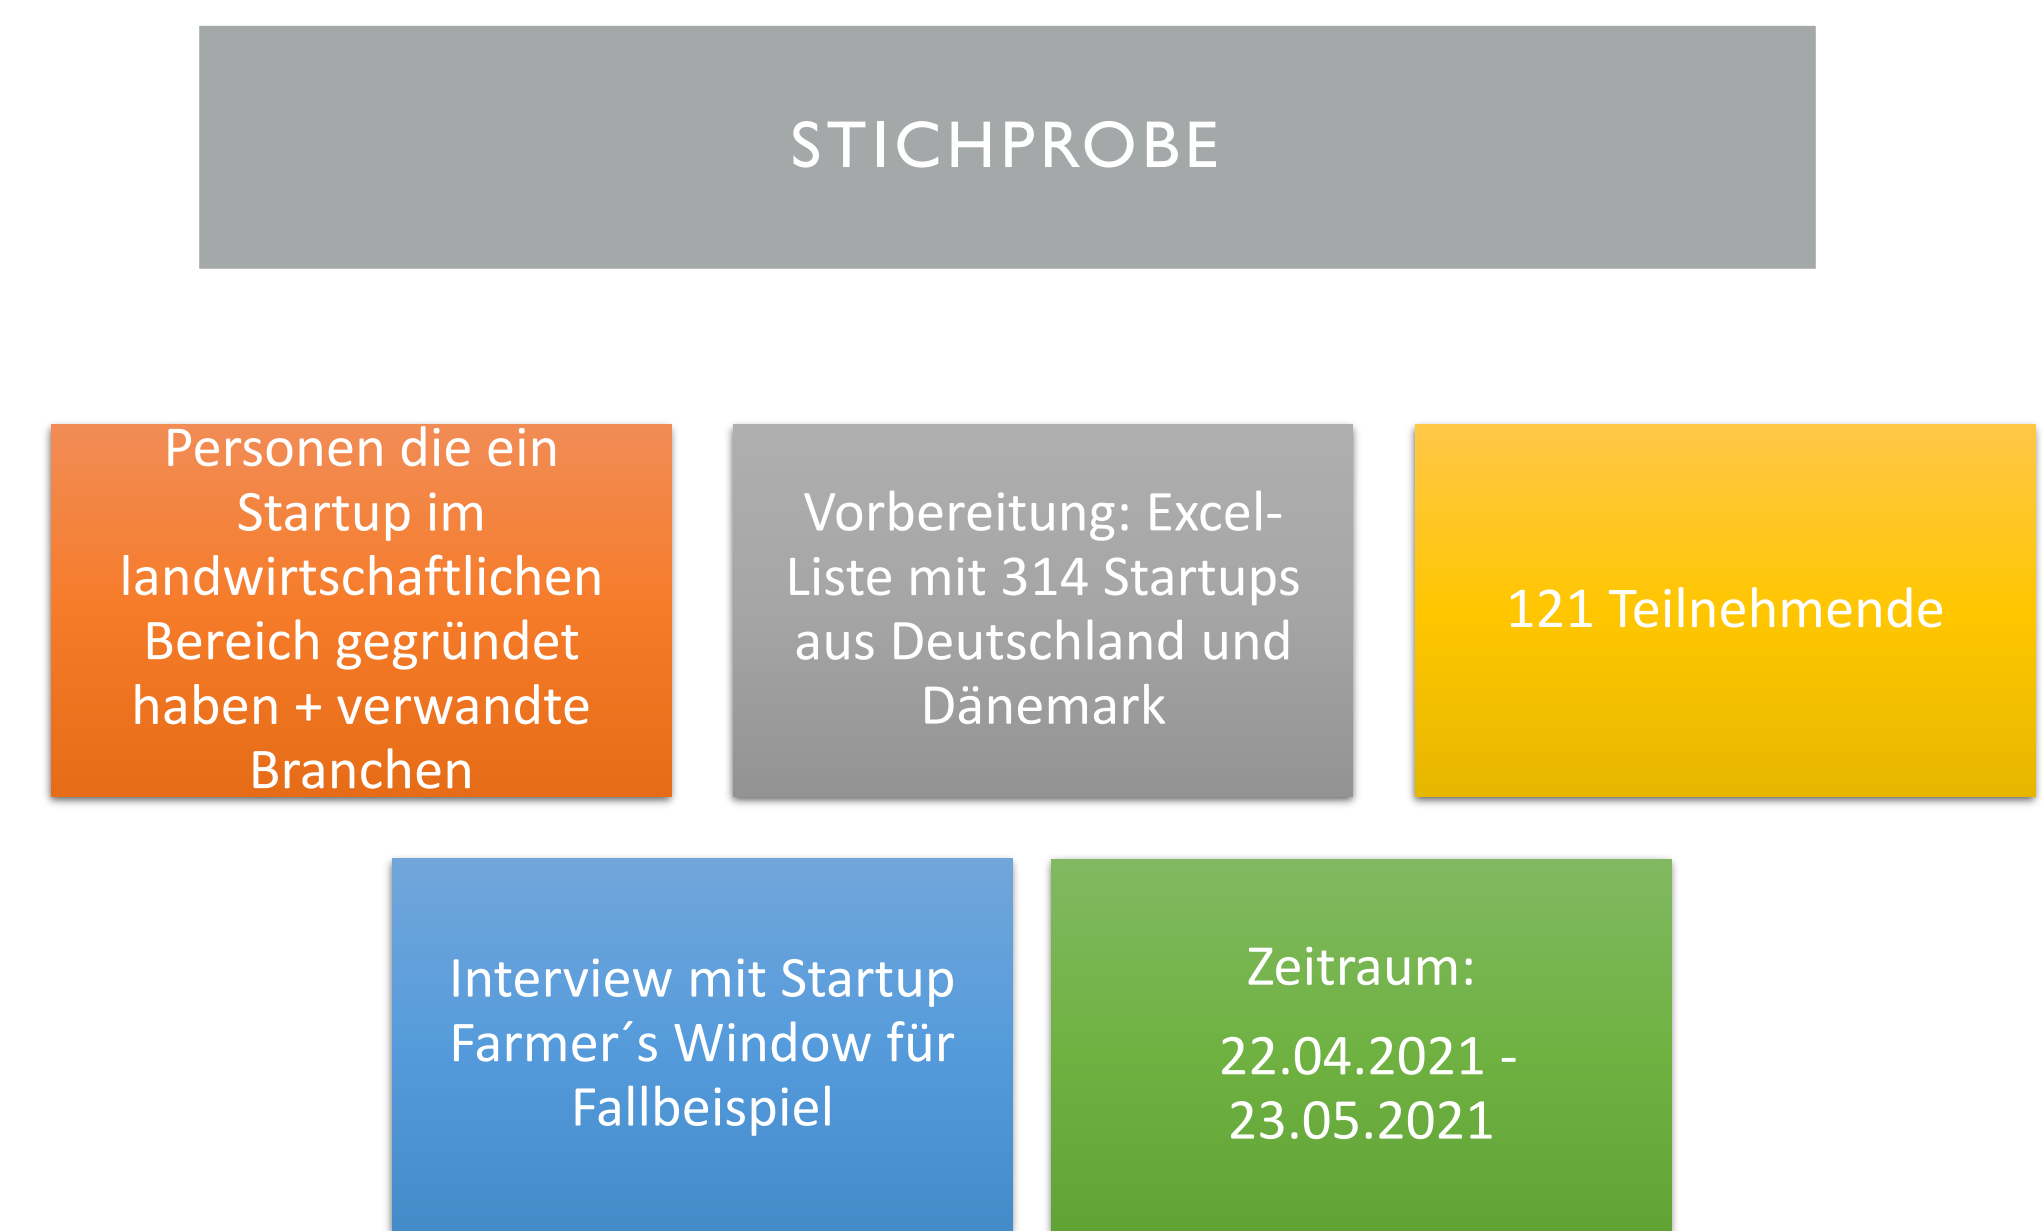 STICHPROBE
Personen die ein
Startup im
landwirtschaftlichen
Bereich gegründet
haben + verwandte
Branchen
Vorbereitung: Excel-
Liste mit 314 Startups
aus Deutschland und
Dänemark
121 Teilnehmende
Interview mit Startup
Farmer´s Window für
Fallbeispiel
Zeitraum:
22.04.2021 -
23.05.2021